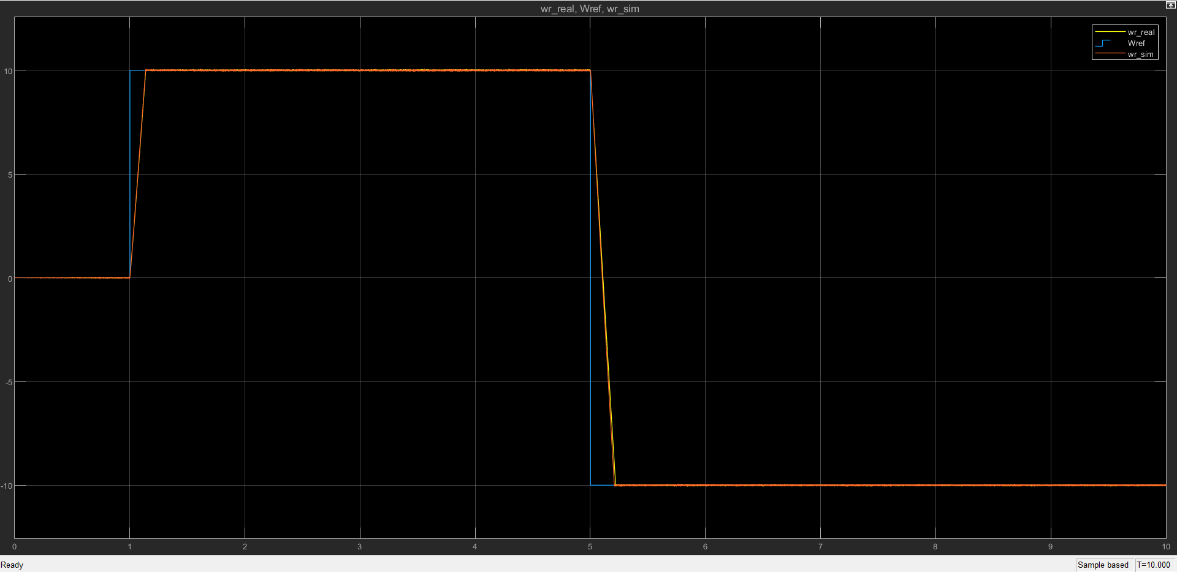 wr_real, Wref, wr_sim
wr_real
Wref
wr_sim
10
5
0
-5
-10
0 1 2 3 4 5 6 7 8 9 10
Ready Sample based T=10.000